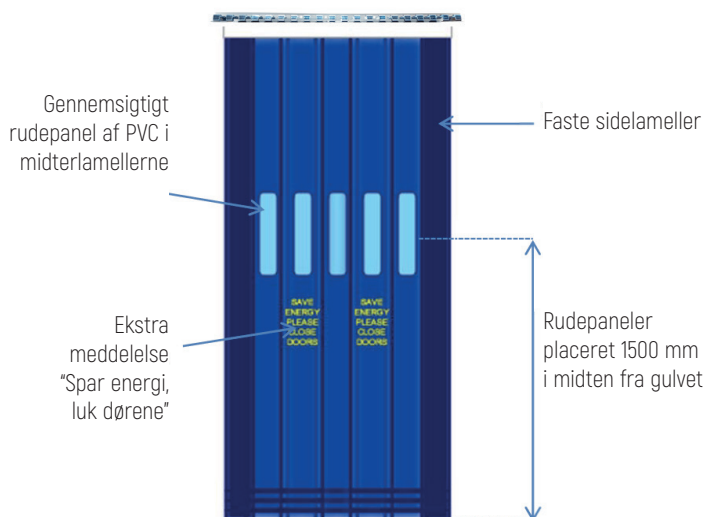 Gennemsigtigt
rudepanel af PVC i
midterlamellerne
Faste sidelameller
SAVE
ENERGY
PLEASE
CLOSE
DOORS
SAVE
ENERGY
PLEASE
CLOSE
DOORS
Ekstra
meddelelse
“Spar energi,
luk dørene”
Rudepaneler
placeret 1500 mm
i midten fra gulvet